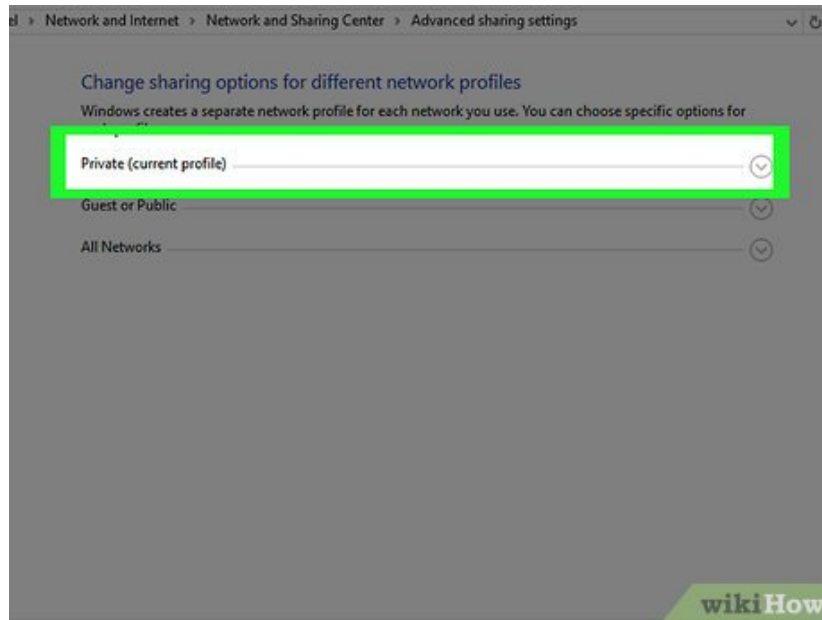 el › Network and Internet › Network and Sharing Center › Advanced sharing settings
Change sharing options for different network profiles
Windows creates a separate network profile for each network you use. You can choose specific options for
Private (current profile)
Guest or Public
All Networks
wikiHow